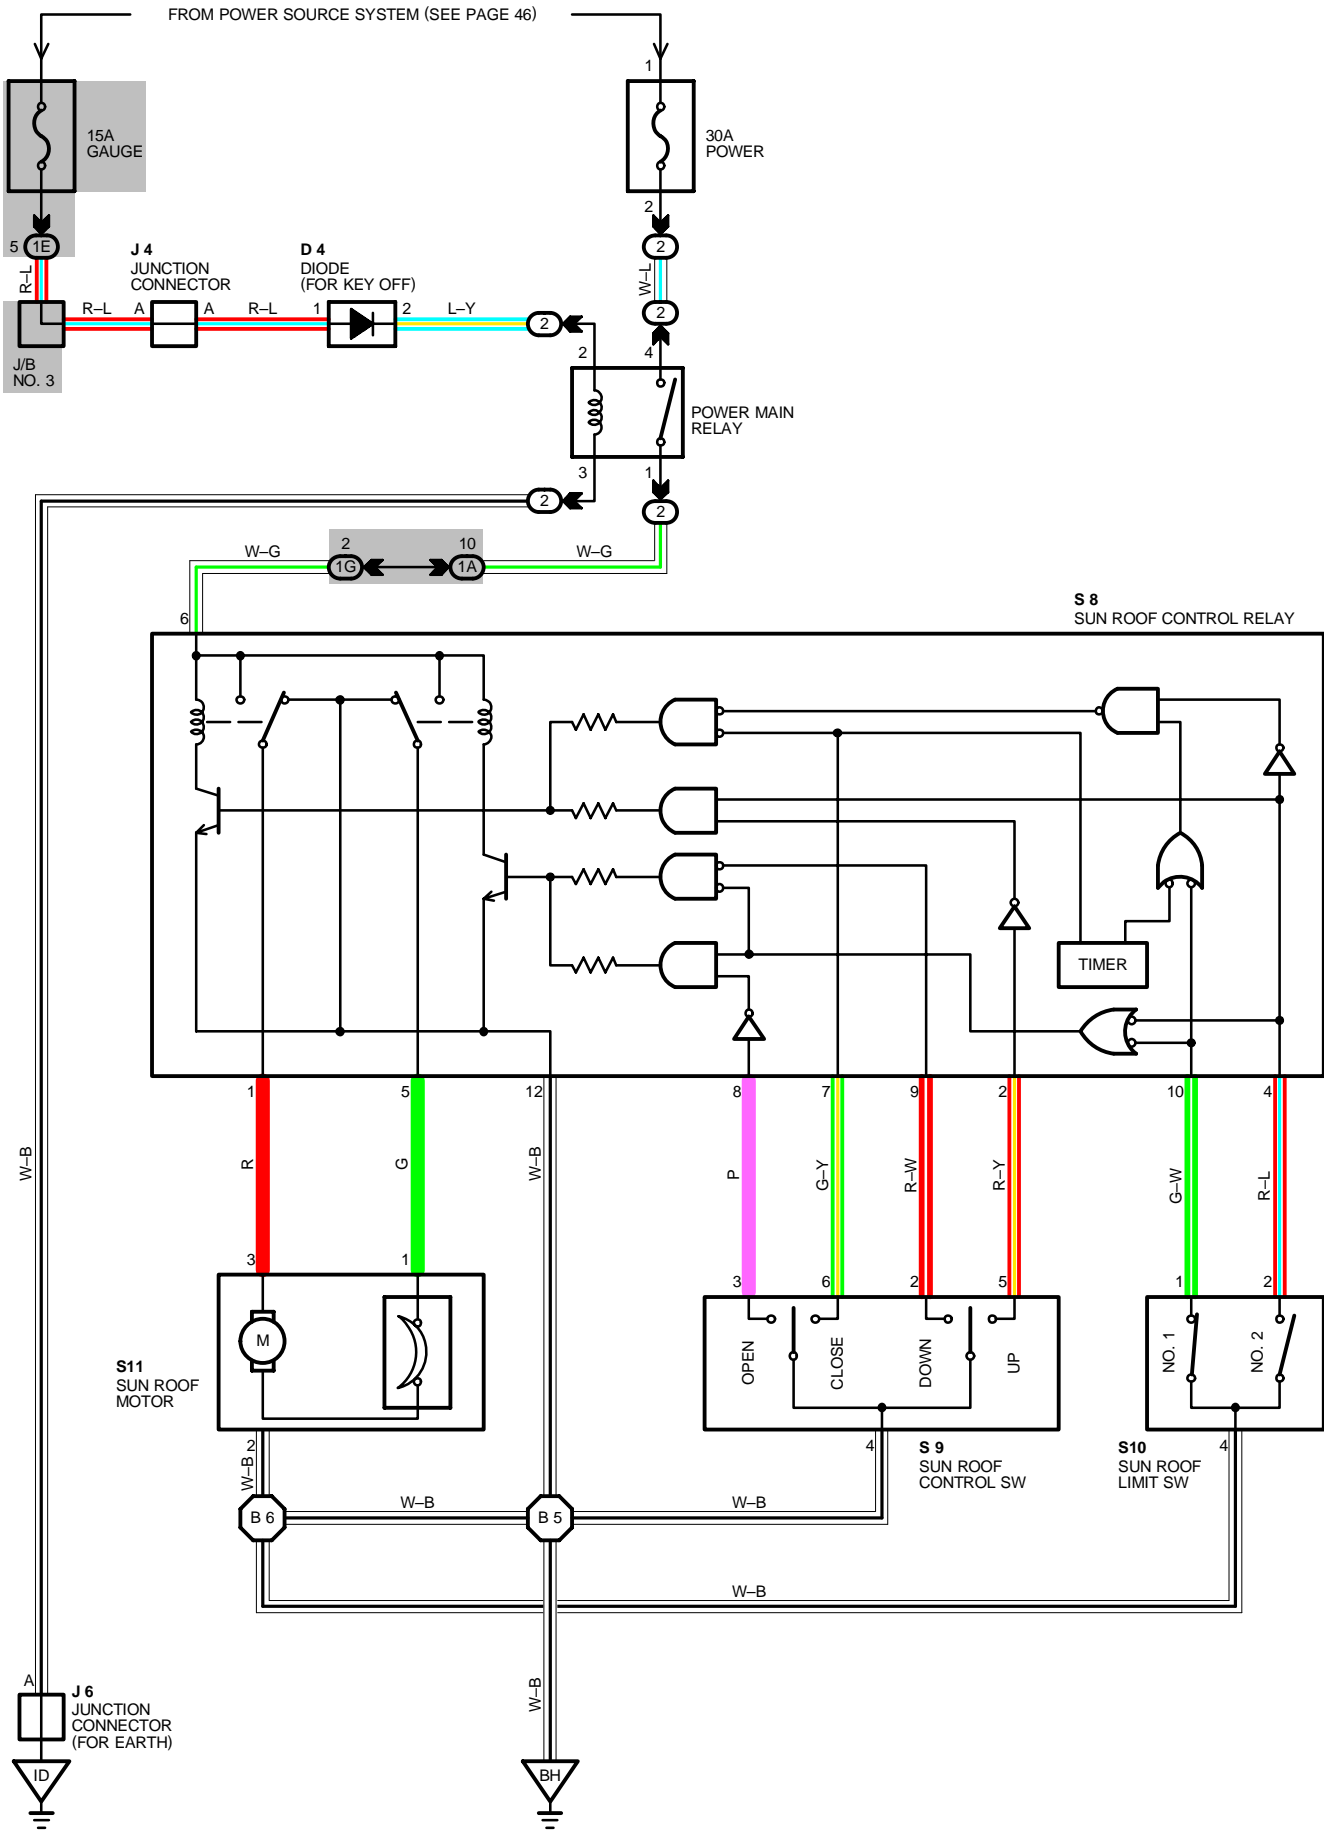 FROM POWER SOURCE SYSTEM (SEE PAGE 46)
1
15A
GAUGE
30A
POWER
2
5 1E
2
R–L
W–L
J 4
JUNCTION
CONNECTOR
D 4
DIODE
(FOR KEY OFF)
R–L A A R–L 1 2 L–Y 2
2
J/B
NO. 3
2 4
POWER MAIN
RELAY
3 1
2
2
W–G 2 10 W–G
1G 1A
6
S 8
SUN ROOF CONTROL RELAY
TIMER
1 5 12 8 7 9 2 10 4
W–B
R G W–B P G–Y R–W R–Y G–W R–L
3 1 3 6 2 5 1 2
M
OPEN CLOSE DOWN UP
NO. 1 NO. 2
S11
SUN ROOF
MOTOR
2 4 4
W–B
S 9
SUN ROOF
CONTROL SW
S10
SUN ROOF
LIMIT SW
W–B W–B
B 6 B 5
W–B
A
J 6
JUNCTION
CONNECTOR
(FOR EARTH)
W–B
ID BH